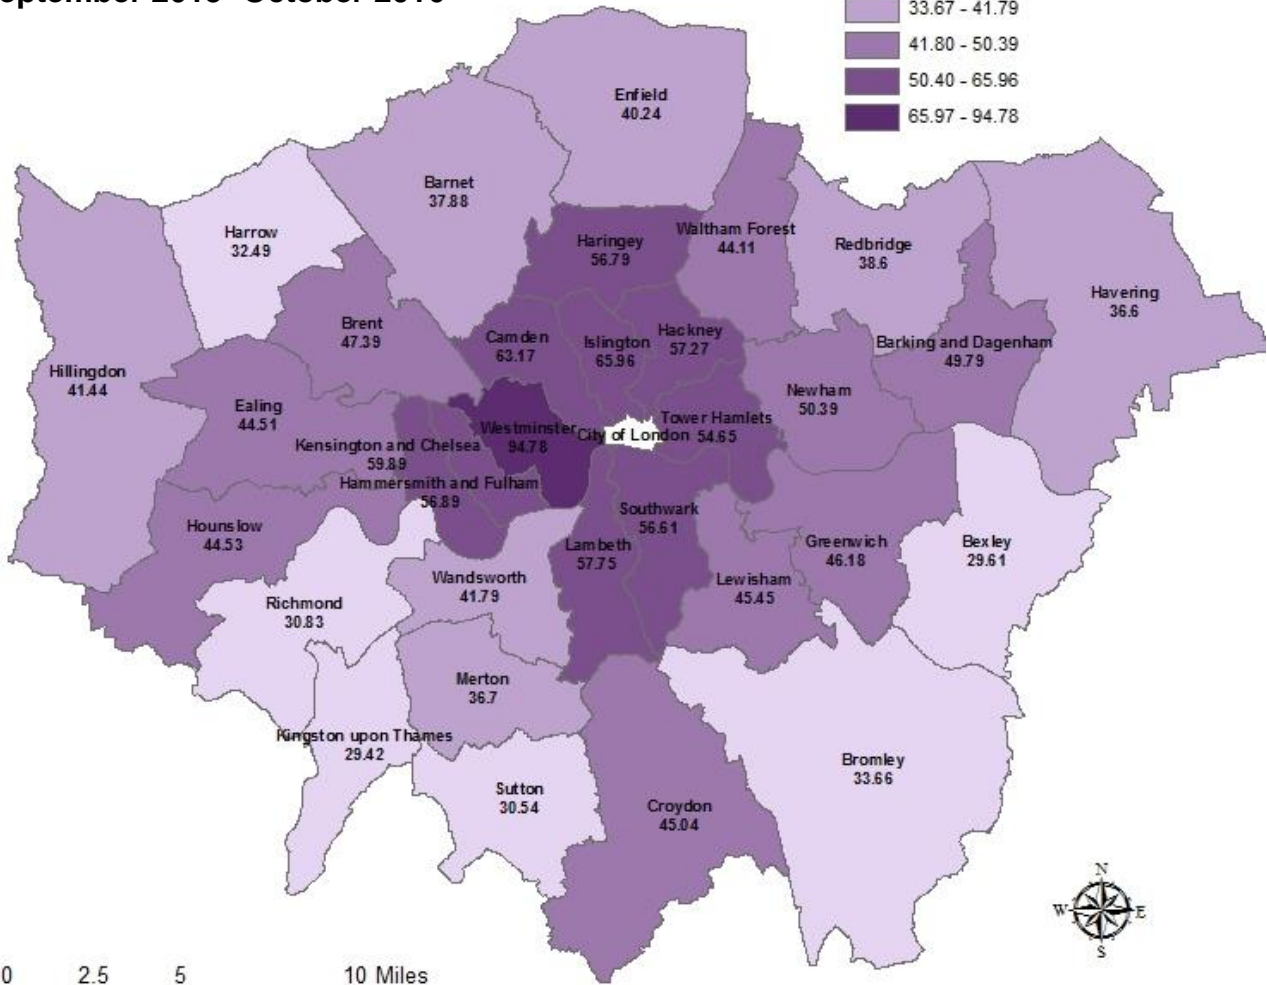 33.67 - 41.79
41.80 - 50.39
50.40 - 65.96
65.97 - 94.78
Enfield
40.24
Barnet
37.88
Harrow
32.49
Haringey
56.79
Waltham Forest
44.11
Redbridge
38.6
Havering
36.6
Hillingdon
41.44
Brent
47.39
Camden
63.17
Islington
65.96
Hackney
57.27
Barking and Dagenham
49.79
Ealing
44.51
Kensington and Chelsea
59.89
Westminster
94.78
City of London
Tower Hamlets
54.65
Newham
50.39
Hammersmith and Fulham
56.89
Hounslow
44.53
Southwark
56.61
Lambeth
57.75
Greenwich
46.18
Bexley
29.61
Richmond
30.83
Wandsworth
41.79
Lewisham
45.45
Merton
36.7
Kingston upon Thames
29.42
Sutton
30.54
Croydon
45.04
Bromley
33.66
N
W E
S
0 2.5 5 10 Miles